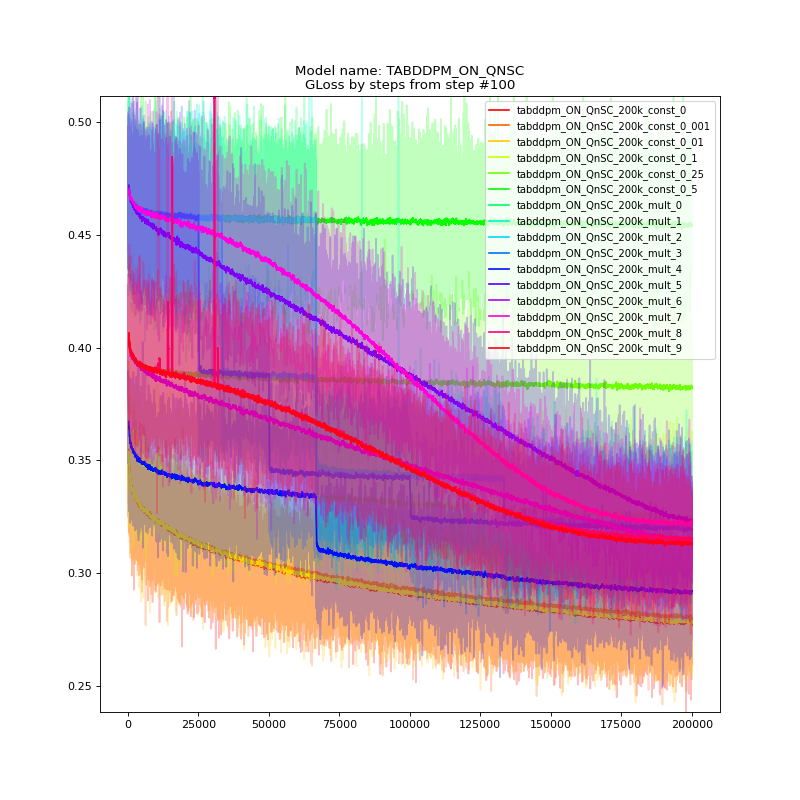 Model name: TABDDPM_ON_QNSC
GLoss by steps from step #100
0.50
0.45
0.40
0.35
0.30
0.25
tabddpm_ON_QnSC_200k_const_0
tabddpm_ON_QnSC_200k_const_0_001
tabddpm_ON_QnSC_200k_const_0_01
tabddpm_ON_QnSC_200k_const_0_1
tabddpm_ON_QnSC_200k_const_0_25
tabddpm_ON_QnSC_200k_const_0_5
tabddpm_ON_QnSC_200k_mult_0
tabddpm_ON_QnSC_200k_mult_1
tabddpm_ON_QnSC_200k_mult_2
tabddpm_ON_QnSC_200k_mult_3
tabddpm_ON_QnSC_200k_mult_4
tabddpm_ON_QnSC_200k_mult_5
tabddpm_ON_QnSC_200k_mult_6
tabddpm_ON_QnSC_200k_mult_7
tabddpm_ON_QnSC_200k_mult_8
tabddpm_ON_QnSC_200k_mult_9
0 25000 50000 75000 100000 125000 150000 175000 200000